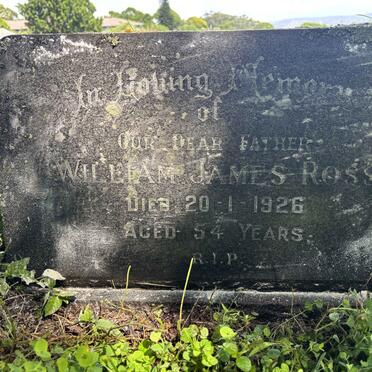 In Loving Memory
of
OUR DEAR FATHER
WILLIAM JAMES ROSS
DIED 20-1-1926
AGED 54 YEARS.
R.I.P.